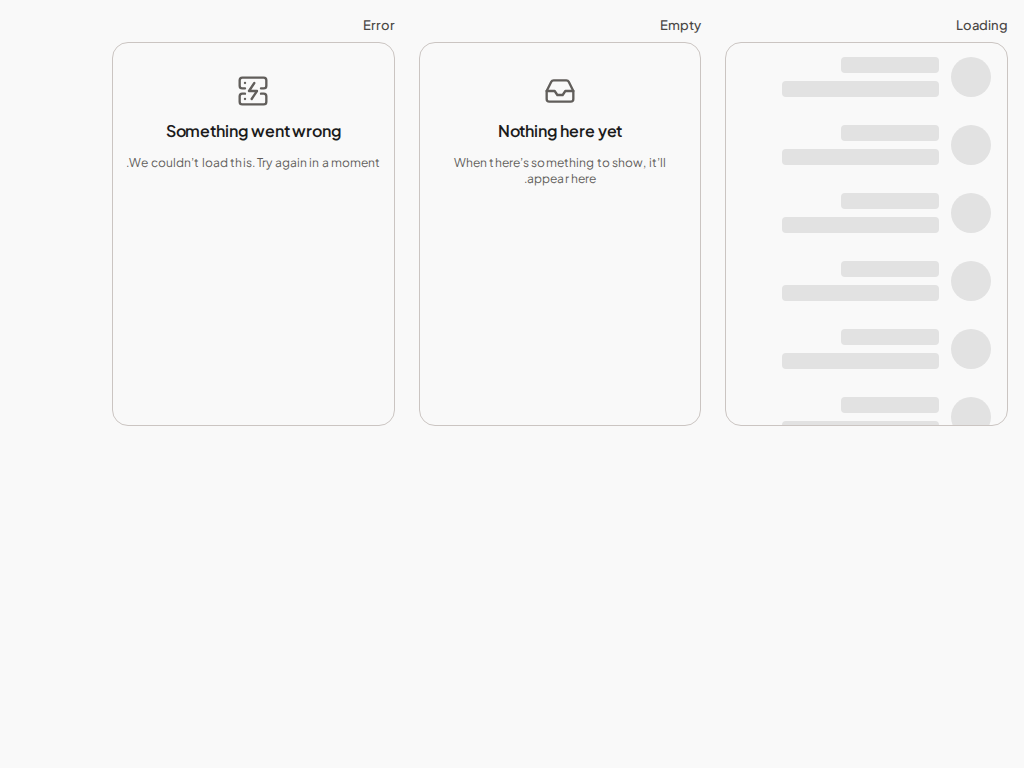 Loading
Empty
Nothing here yet
When there's something to show, it'll
appear here.
Error
Something went wrong
We couldn't load this. Try again in a moment.